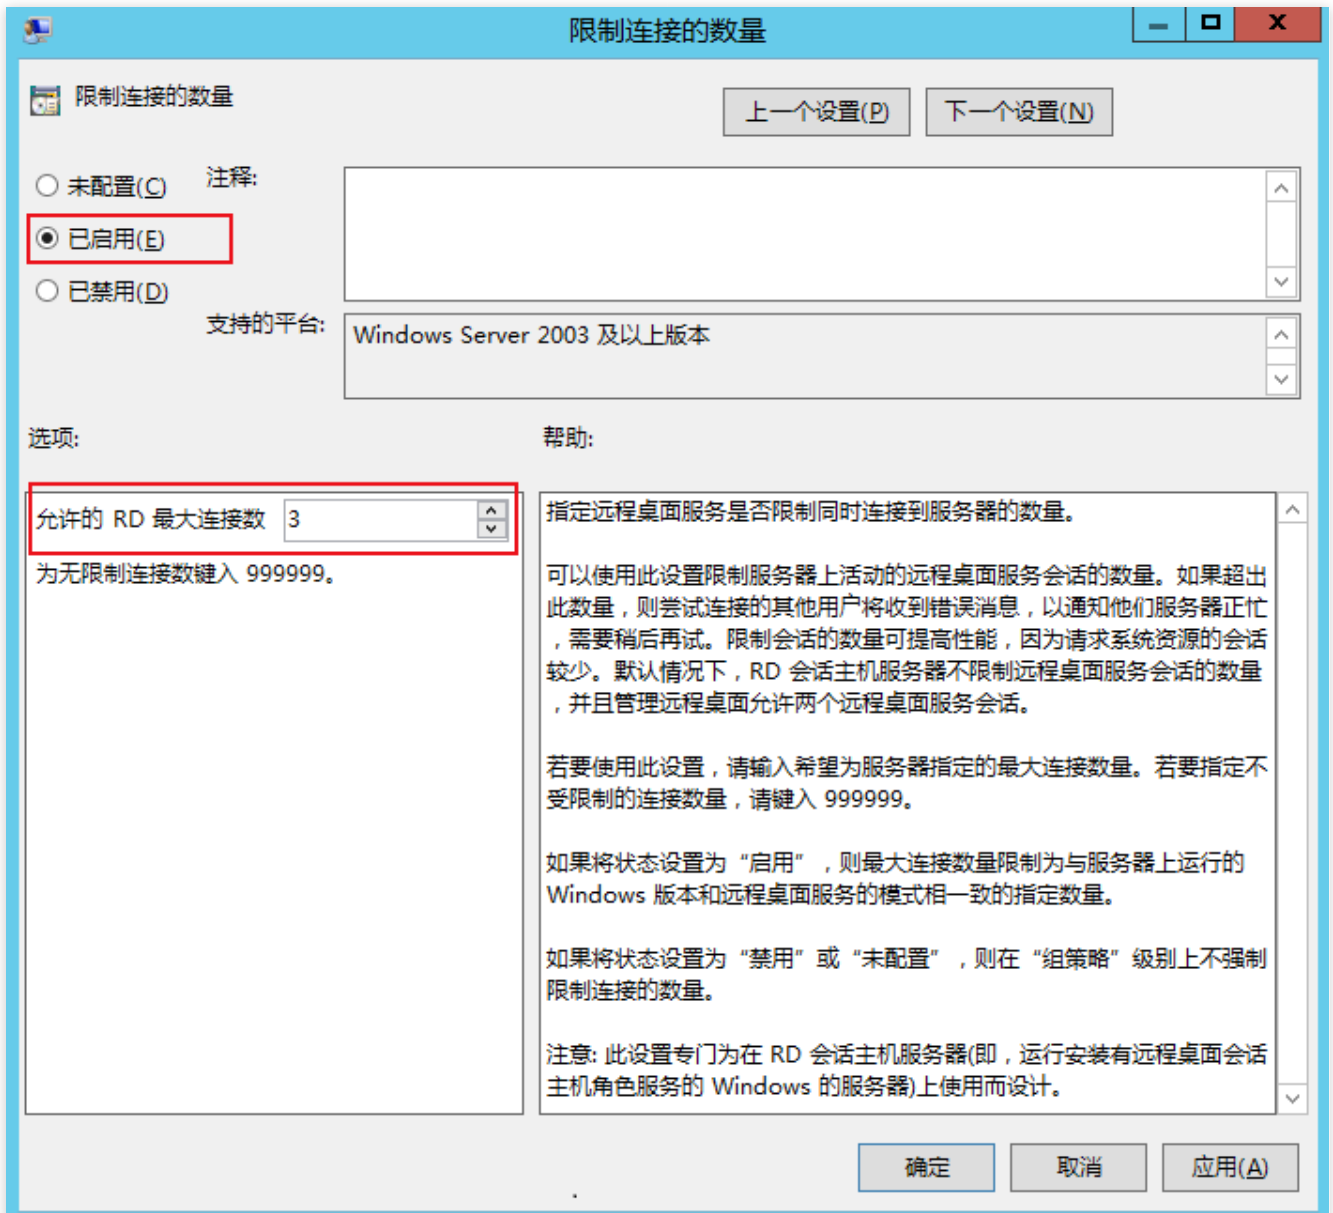 限制连接的数量
限制连接的数量
上一个设置(P)
下一个设置(N)
未配置(C)
注释:
已启用(E)
已禁用(D)
支持的平台:
Windows Server 2003 及以上版本
选项:
帮助:
允许的 RD 最大连接数 3
为无限制连接数键入 999999。
指定远程桌面服务是否限制同时连接到服务器的数量。
可以使用此设置限制服务器上活动的远程桌面服务会话的数量。如果超出
此数量，则尝试连接的其他用户将收到错误消息，以通知他们服务器正忙
，需要稍后再试。限制会话的数量可提高性能，因为请求系统资源的会话
较少。默认情况下，RD 会话主机服务器不限制远程桌面服务会话的数量
，并且管理远程桌面允许两个远程桌面服务会话。
若要使用此设置，请输入希望为服务器指定的最大连接数量。若要指定不
受限制的连接数量，请键入 999999。
如果将状态设置为“启用”，则最大连接数量限制为与服务器上运行的
Windows 版本和远程桌面服务的模式相一致的指定数量。
如果将状态设置为“禁用”或“未配置”，则在“组策略”级别上不强制
限制连接的数量。
注意: 此设置专门为在 RD 会话主机服务器(即，运行安装有远程桌面会话
主机角色服务的 Windows 的服务器)上使用而设计。
确定
取消
应用(A)